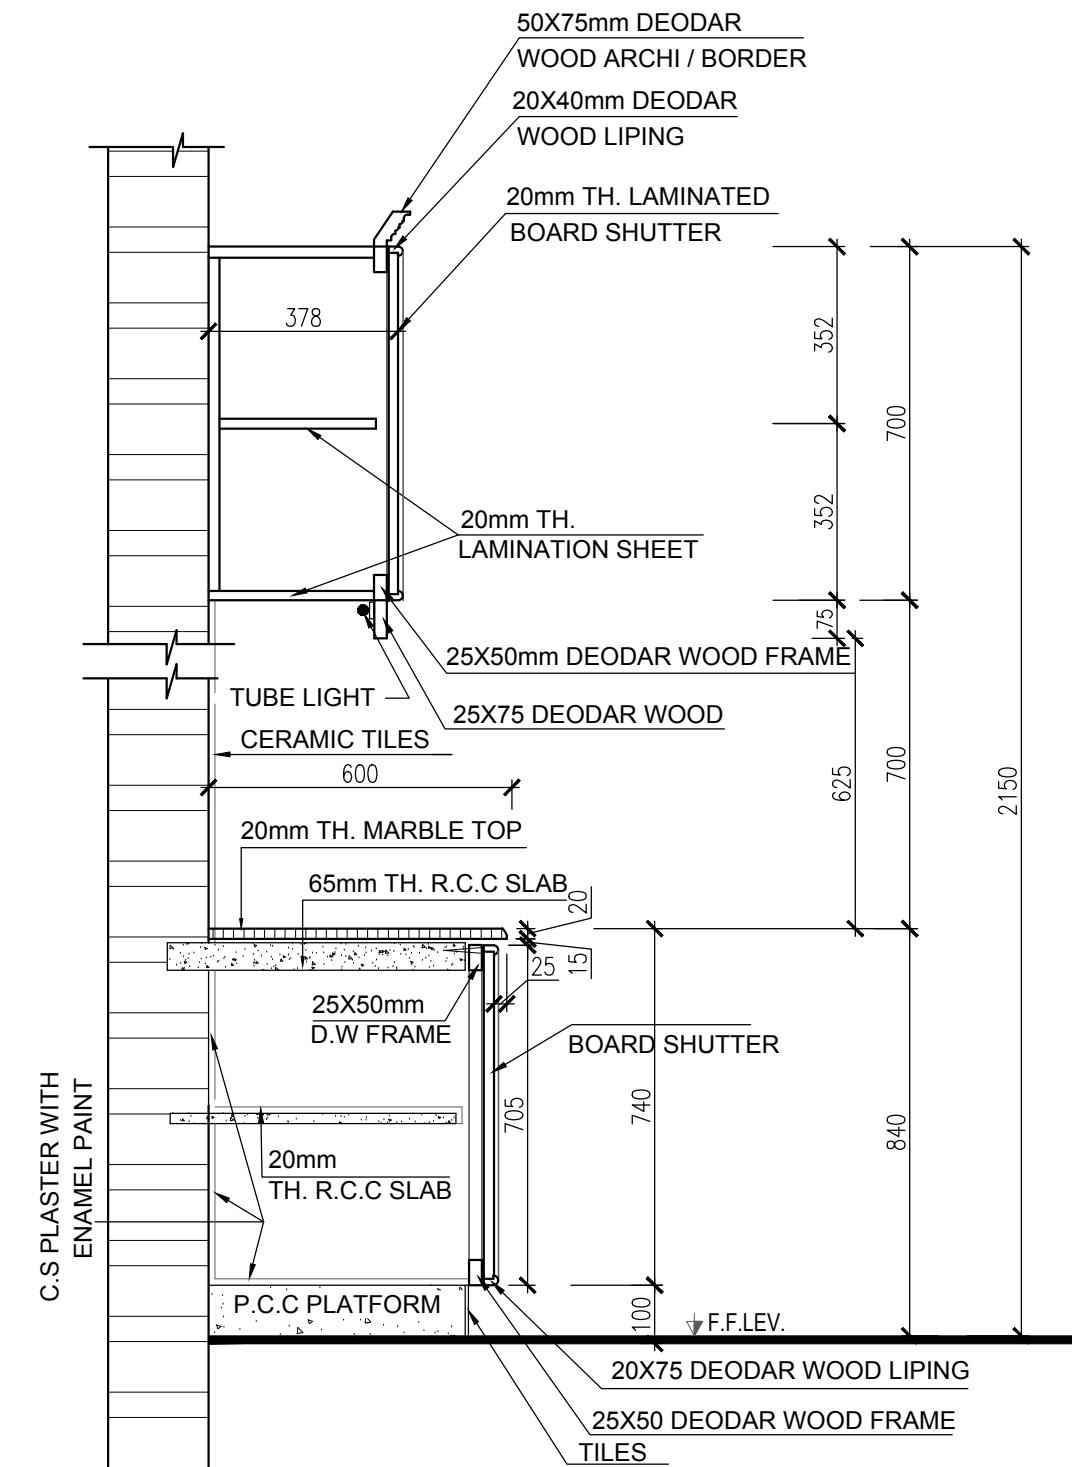 50X75mm DEODAR
WOOD ARCHI / BORDER
20X40mm DEODAR
WOOD LIPING
20mm TH. LAMINATED
BOARD SHUTTER
378
352
700
352
20mm TH.
LAMINATION SHEET
75
25X50mm DEODAR WOOD FRAME
TUBE LIGHT
25X75 DEODAR WOOD
CERAMIC TILES
600
625
700
2150
20mm TH. MARBLE TOP
65mm TH. R.C.C SLAB
20
15
25
25X50mm
D.W FRAME
BOARD SHUTTER
705
740
840
C.S PLASTER WITH
ENAMEL PAINT
20mm
TH. R.C.C SLAB
P.C.C PLATFORM
100
F.F.LEV.
20X75 DEODAR WOOD LIPING
25X50 DEODAR WOOD FRAME
TILES